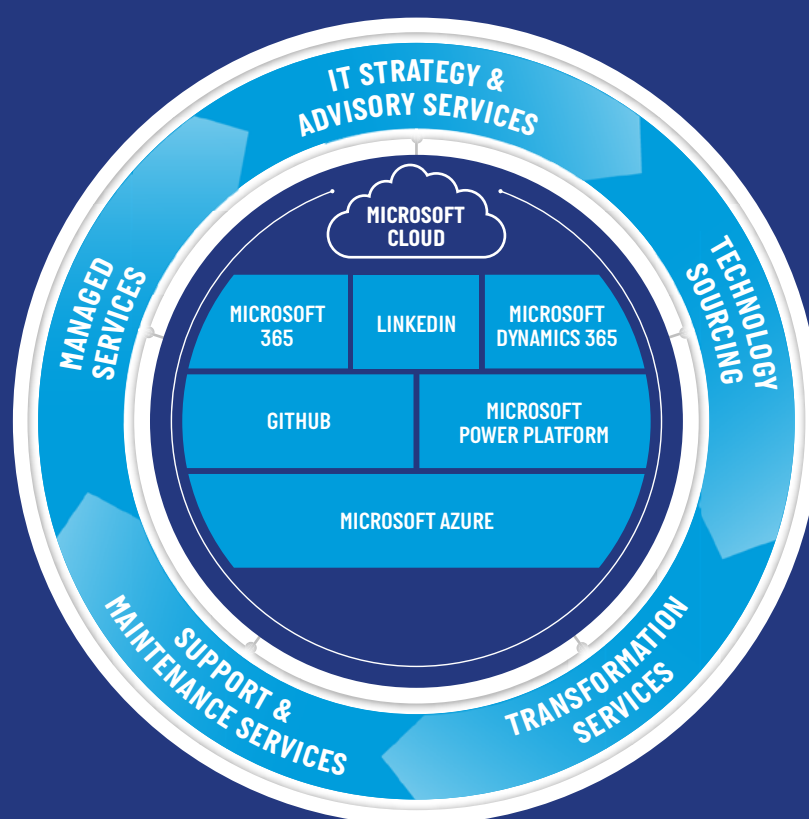 IT STRATEGY &
ADVISORY SERVICES
TECHNOLOGY
SOURCING
TRANSFORMATION
SERVICES
SUPPORT &
MAINTENANCE SERVICES
MANAGED
SERVICES
MICROSOFT
CLOUD
MICROSOFT
365
LINKEDIN
MICROSOFT
DYNAMICS 365
GITHUB
MICROSOFT
POWER PLATFORM
MICROSOFT AZURE